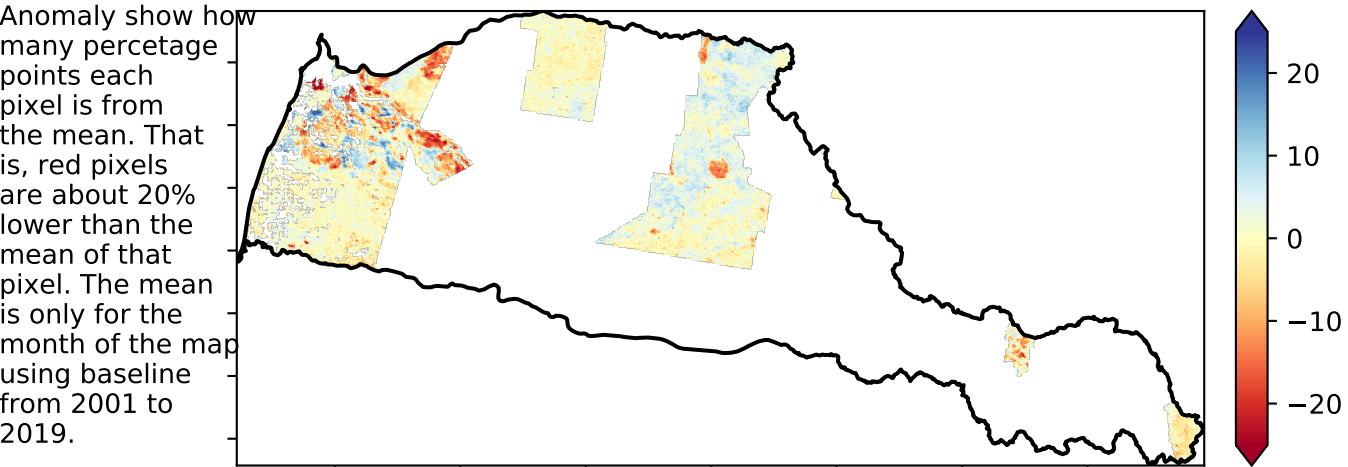 Anomaly show how
many percetage
points each
pixel is from
the mean. That
is, red pixels
are about 20%
lower than the
mean of that
pixel. The mean
is only for the
month of the map
using baseline
from 2001 to
2019.
20
10
0
−10
−20